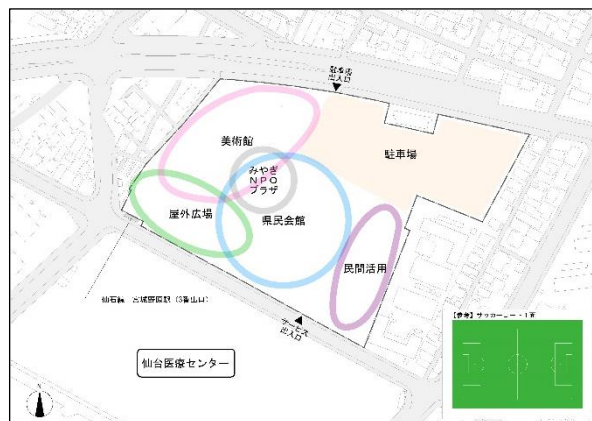 駐車場
出入口
美術館
駐車場
みやぎ
NPO
プラザ
屋外広場
県民会館
民間活用
仙石線 宮城野原駅(3番出口)
サービス
出入口
仙台医療センター
N
【参考】サッカーコート1面